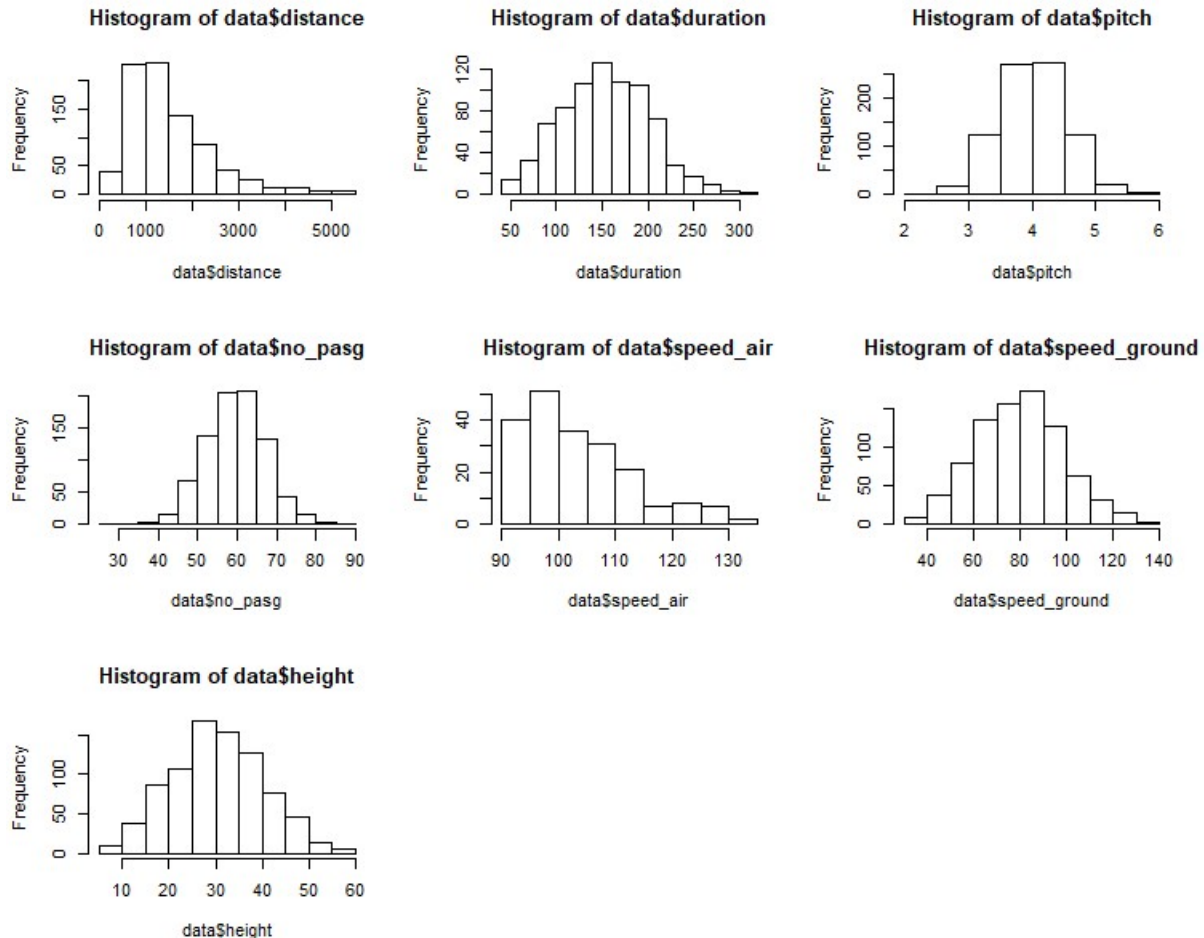 Histogram of data$distance
Frequency
0 50 150
0 1000 3000 5000
data$distance
Histogram of data$duration
Frequency
0 40 80 120
50 100 150 200 250 300
data$duration
Histogram of data$pitch
Frequency
0 100 200
2 3 4 5 6
data$pitch
Histogram of data$no_pasg
Frequency
0 50 150
30 40 50 60 70 80 90
data$no_pasg
Histogram of data$speed_air
Frequency
0 20 40
90 100 110 120 130
data$speed_air
Histogram of data$speed_ground
Frequency
0 50 100
40 60 80 100 120 140
data$speed_ground
Histogram of data$height
Frequency
0 50 100
10 20 30 40 50 60
data$height